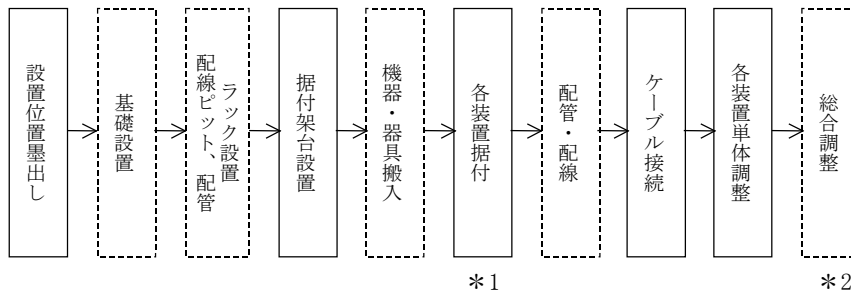 設置位置墨出し
基礎設置
配線ピット、配管
ラック設置
据付架台設置
機器・器具搬入
各装置据付
配管・配線
ケーブル接続
各装置単体調整
総合調整
＊1
＊2